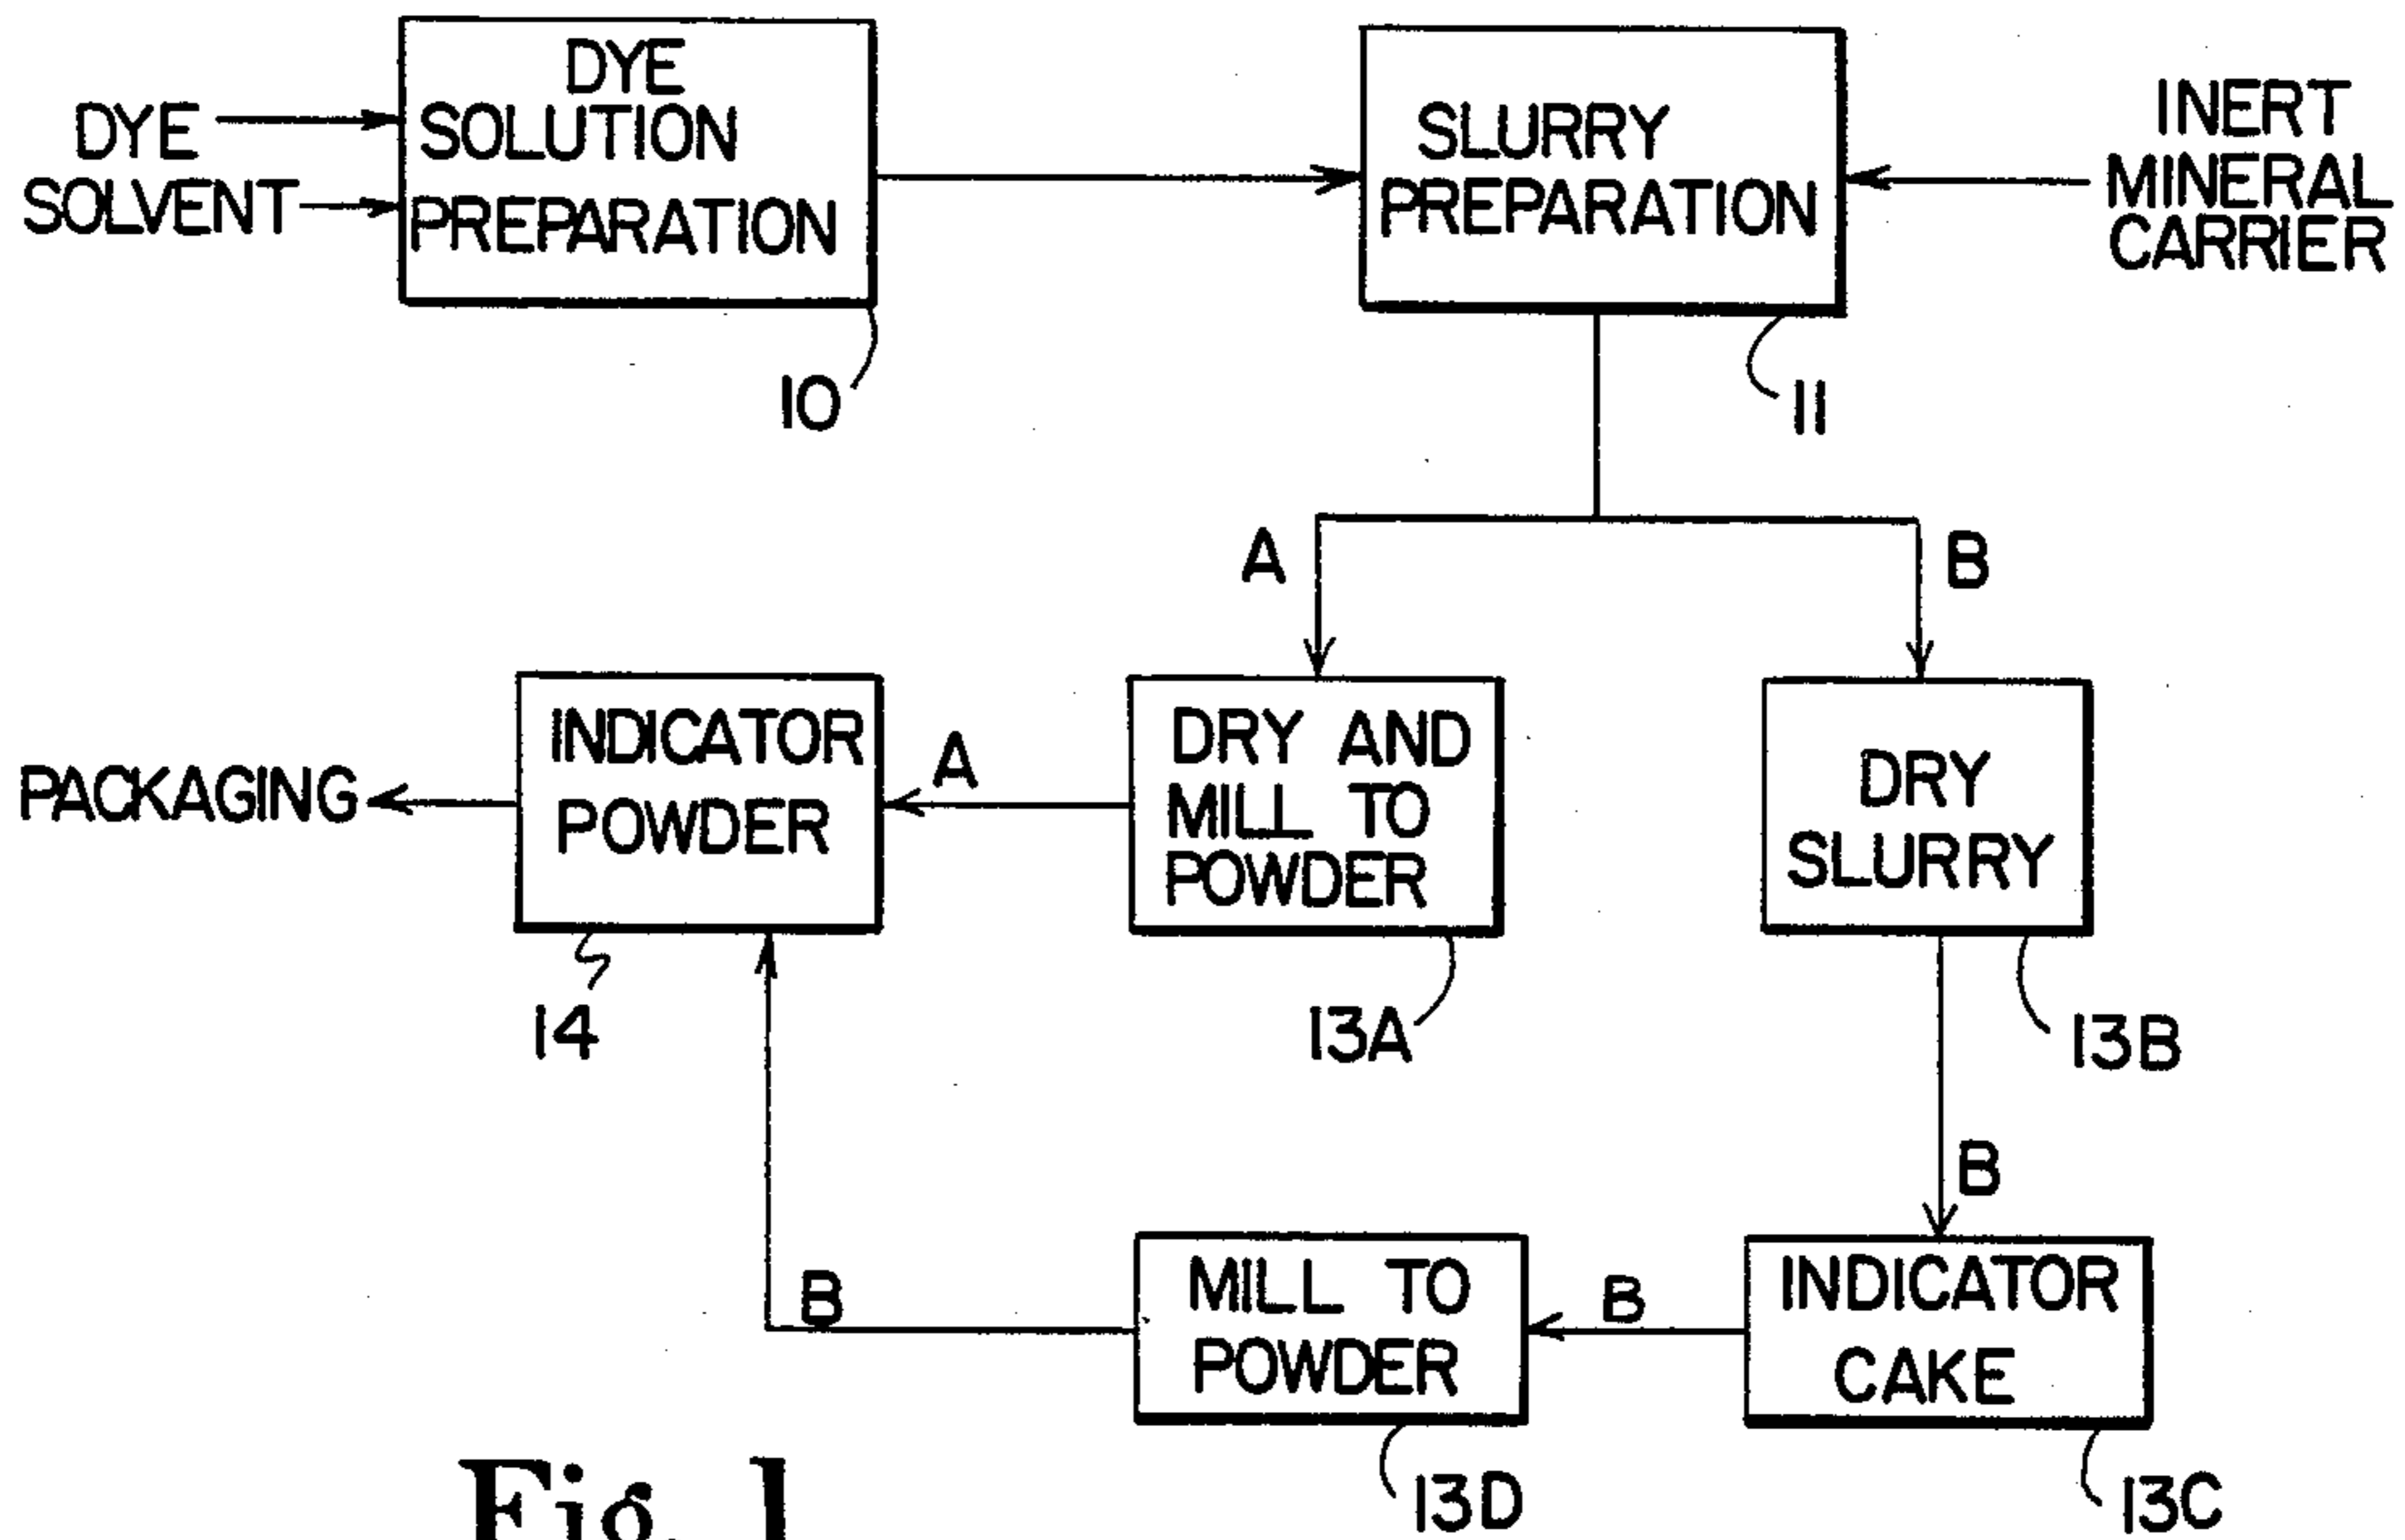 DYE
SOLVENT
DYE
SOLUTION
PREPARATION
10
SLURRY
PREPARATION
11
INERT
MINERAL
CARRIER
A
B
PACKAGING
INDICATOR
POWDER
14
A
DRY AND
MILL TO
POWDER
13A
DRY
SLURRY
13B
B
B
MILL TO
POWDER
13D
B
INDICATOR
CAKE
13C
Fig. 1